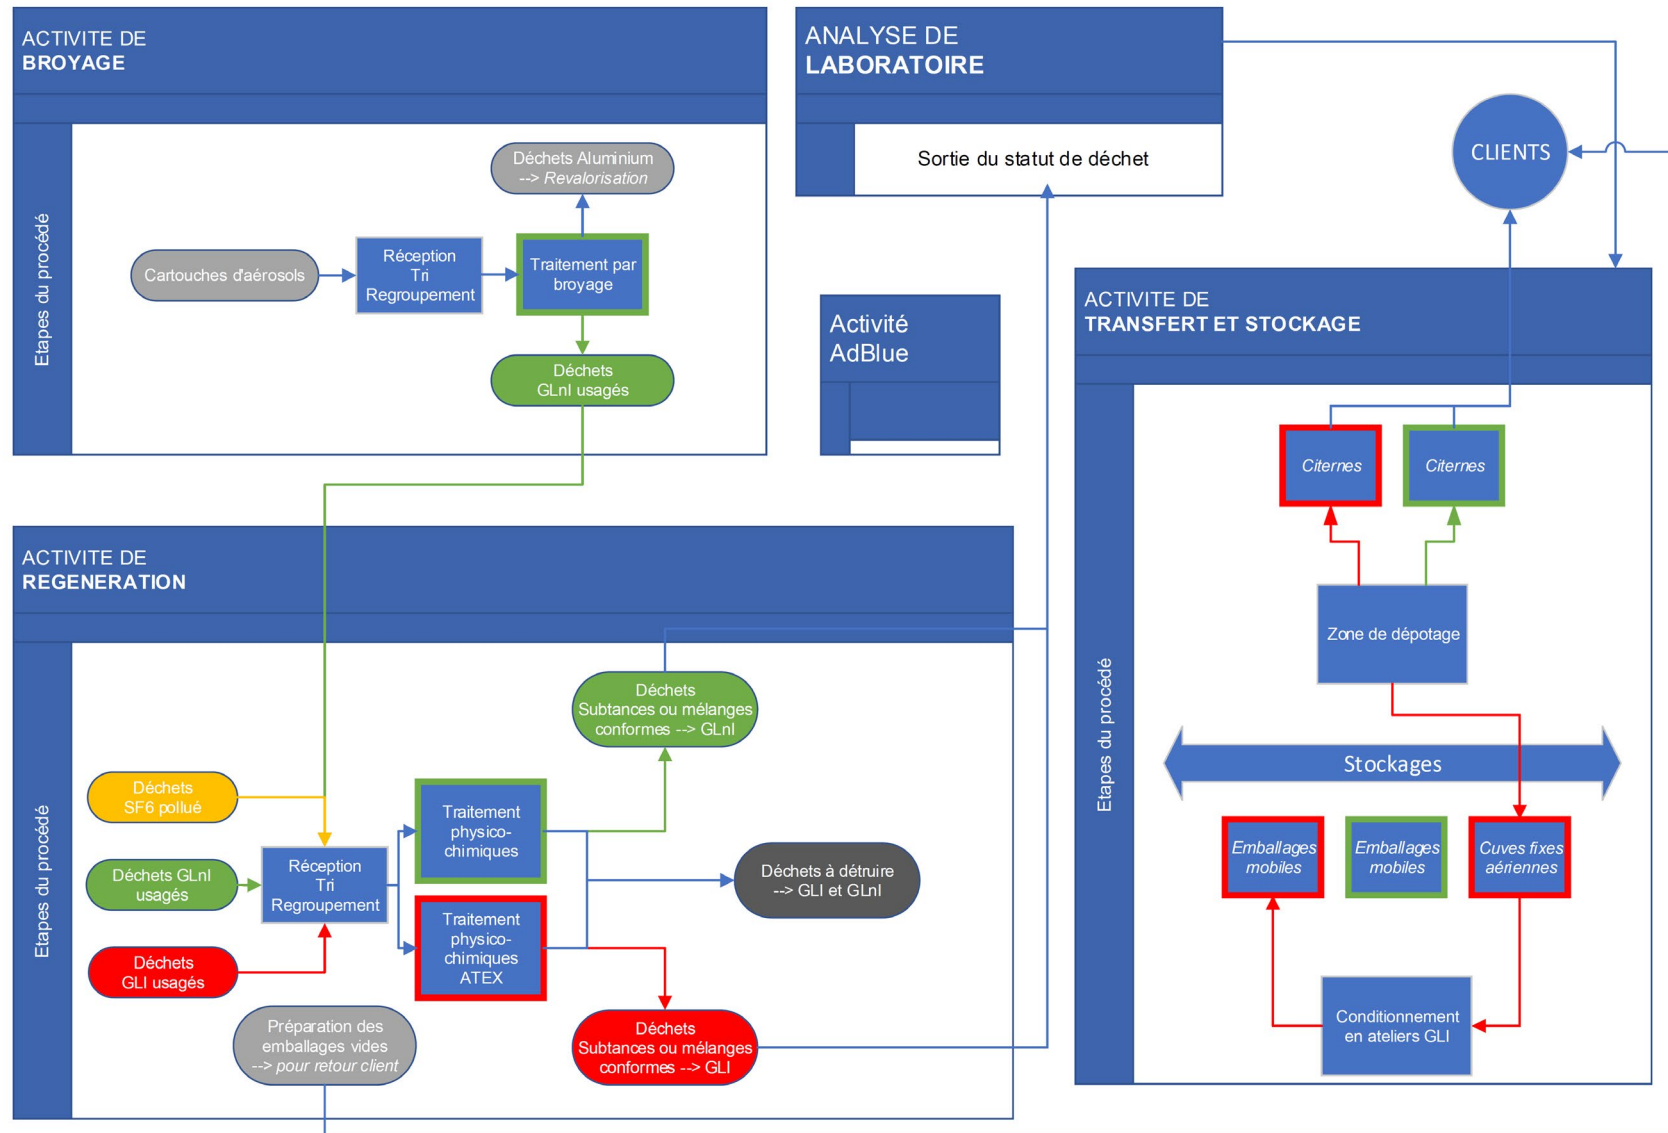 ACTIVITE DE
BROYAGE
Etapes du procédé
Déchets Aluminium
--> Revalorisation
Cartouches d'aérosols
Réception
Tri
Regroupement
Traitement par
broyage
Déchets
GLnI usagés
ANALYSE DE
LABORATOIRE
Sortie du statut de déchet
CLIENTS
Activité
AdBlue
ACTIVITE DE
TRANSFERT ET STOCKAGE
Etapes du procédé
Citernes
Citernes
Zone de dépotage
Stockages
Emballages
mobiles
Emballages
mobiles
Cuves fixes
aériennes
Conditionnement
en ateliers GLI
ACTIVITE DE
REGENERATION
Etapes du procédé
Déchets
Subtances ou mélanges
conformes --> GLnI
Déchets
SF6 pollué
Déchets GLnI
usagés
Déchets
GLI usagés
Réception
Tri
Regroupement
Traitement
physico-
chimiques
Traitement
physico-
chimiques
ATEX
Déchets à détruire
--> GLI et GLnI
Préparation des
emballages vides
--> pour retour client
Déchets
Subtances ou mélanges
conformes --> GLI